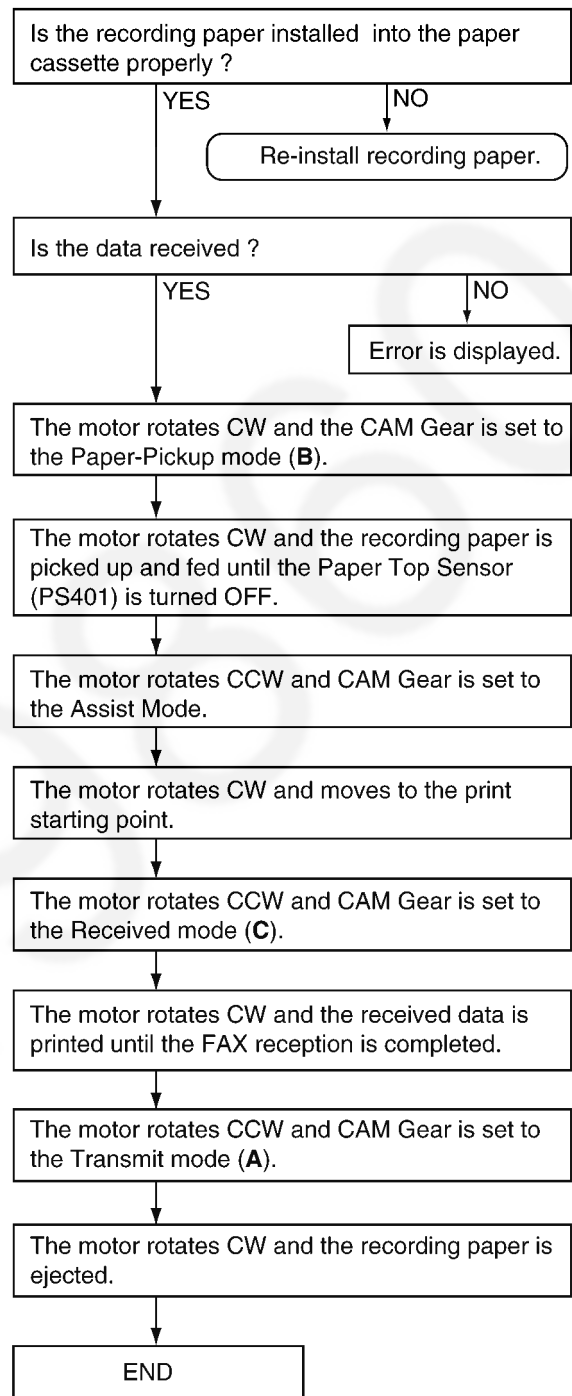 Is the recording paper installed into the paper
cassette properly ?
YES
NO
Re-install recording paper.
Is the data received ?
YES
NO
Error is displayed.
The motor rotates CW and the CAM Gear is set to
the Paper-Pickup mode (B).
The motor rotates CW and the recording paper is
picked up and fed until the Paper Top Sensor
(PS401) is turned OFF.
The motor rotates CCW and CAM Gear is set to
the Assist Mode.
The motor rotates CW and moves to the print
starting point.
The motor rotates CCW and CAM Gear is set to
the Received mode (C).
The motor rotates CW and the received data is
printed until the FAX reception is completed.
The motor rotates CCW and CAM Gear is set to
the Transmit mode (A).
The motor rotates CW and the recording paper is
ejected.
END